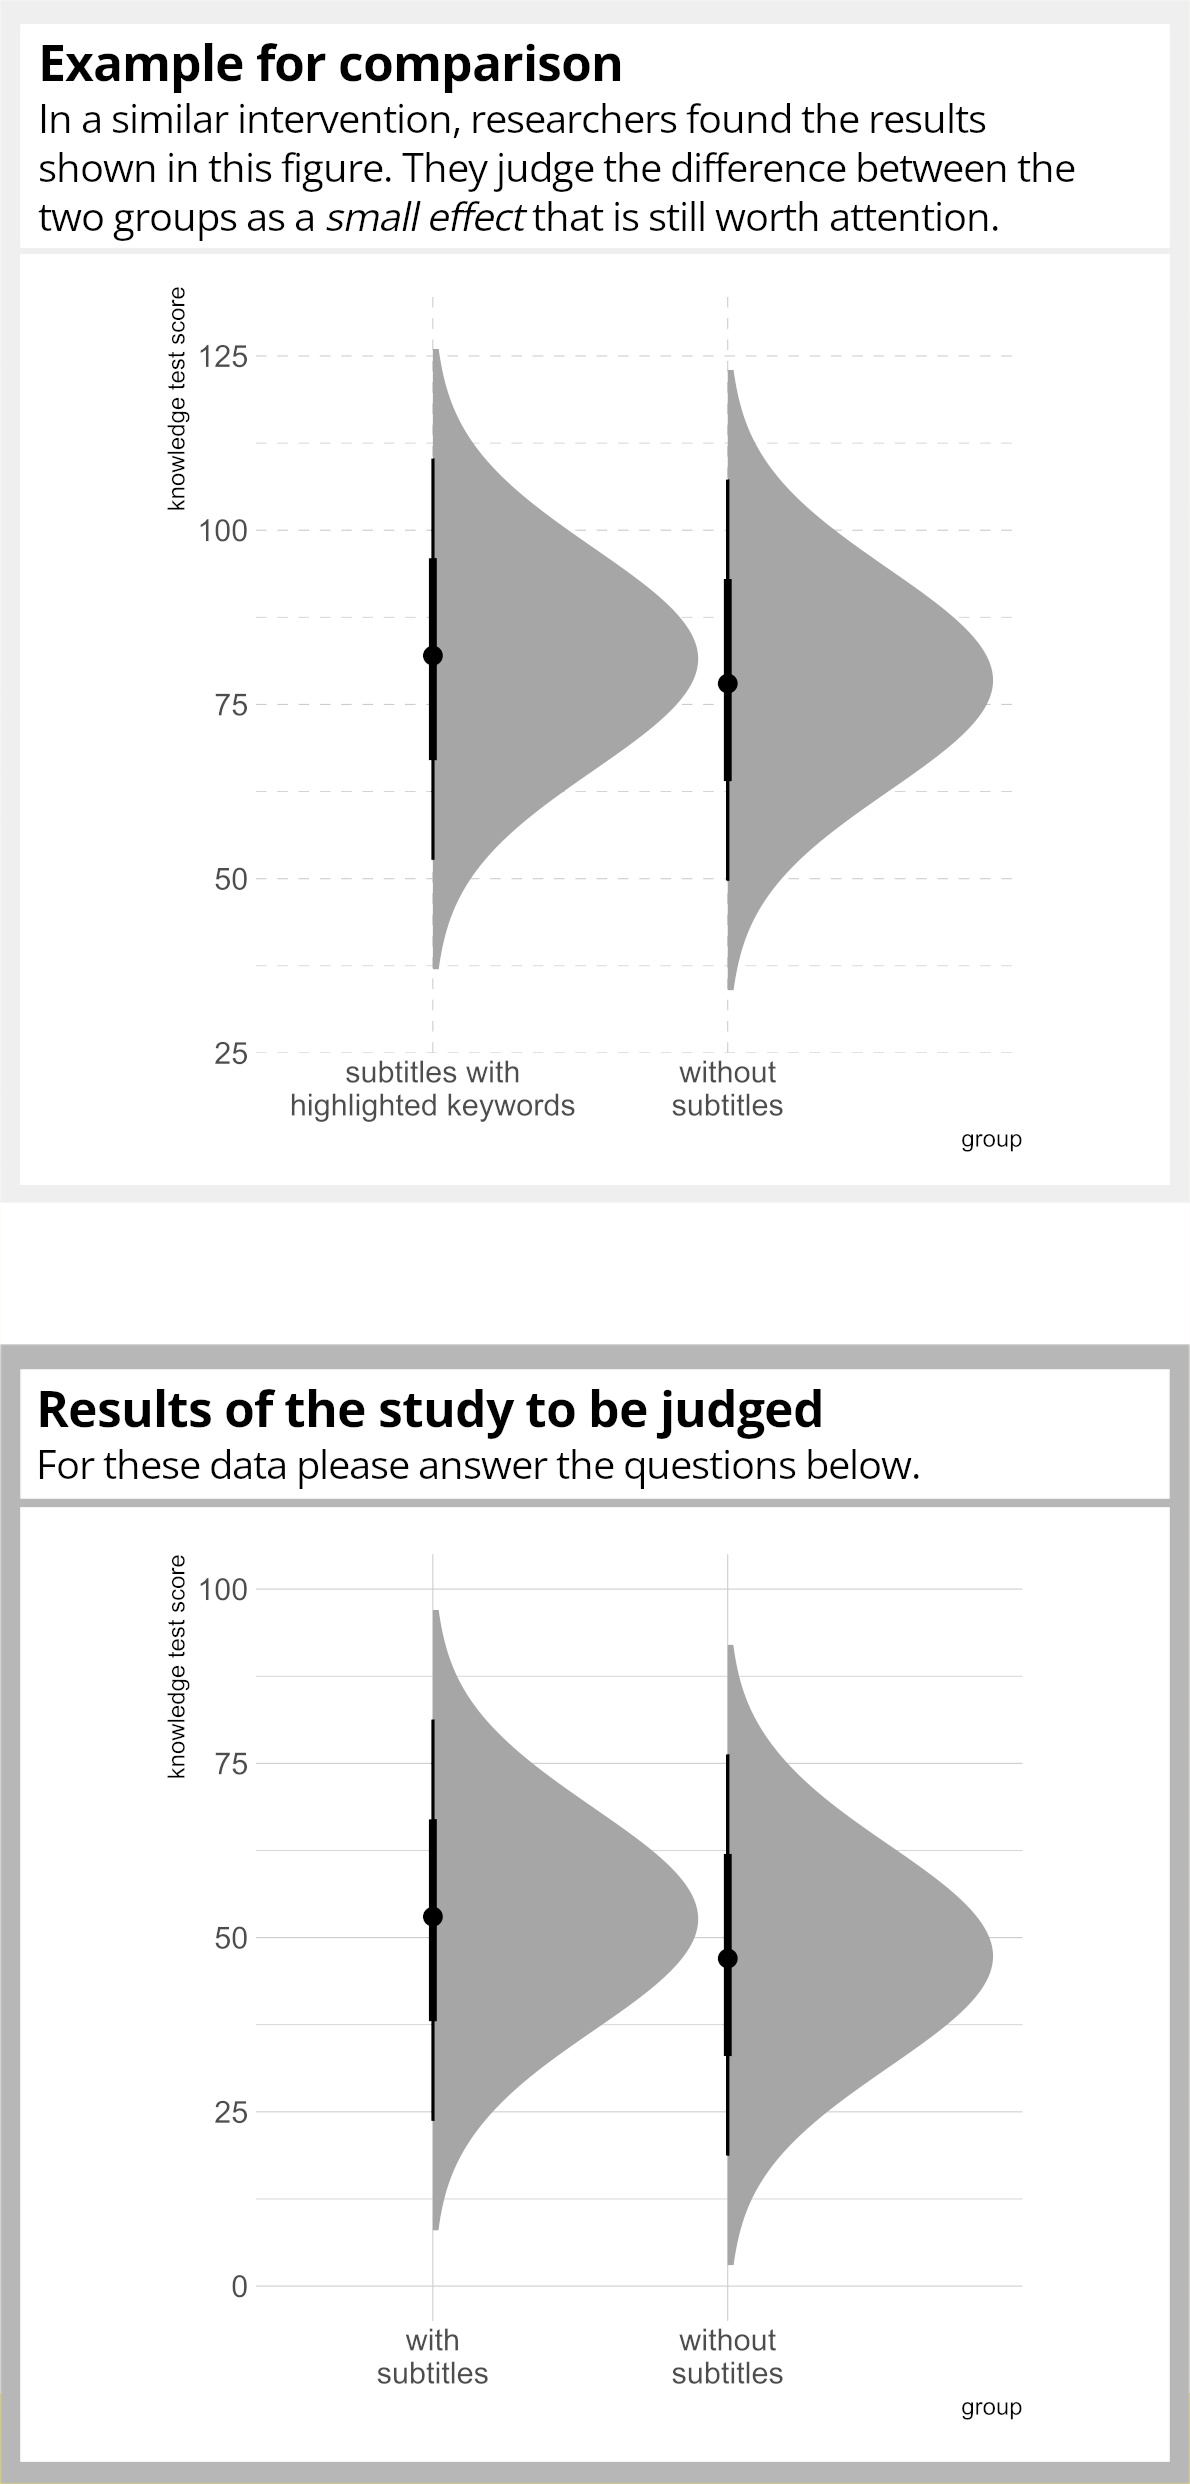 Example for comparison
In a similar intervention, researchers found the results
shown in this figure. They judge the difference between the
two groups as a small effect that is still worth attention.
knowledge test score
125
100
75
50
25
subtitles with
highlighted keywords
without
subtitles
group
Results of the study to be judged
For these data please answer the questions below.
knowledge test score
100
75
50
25
0
with
subtitles
without
subtitles
group